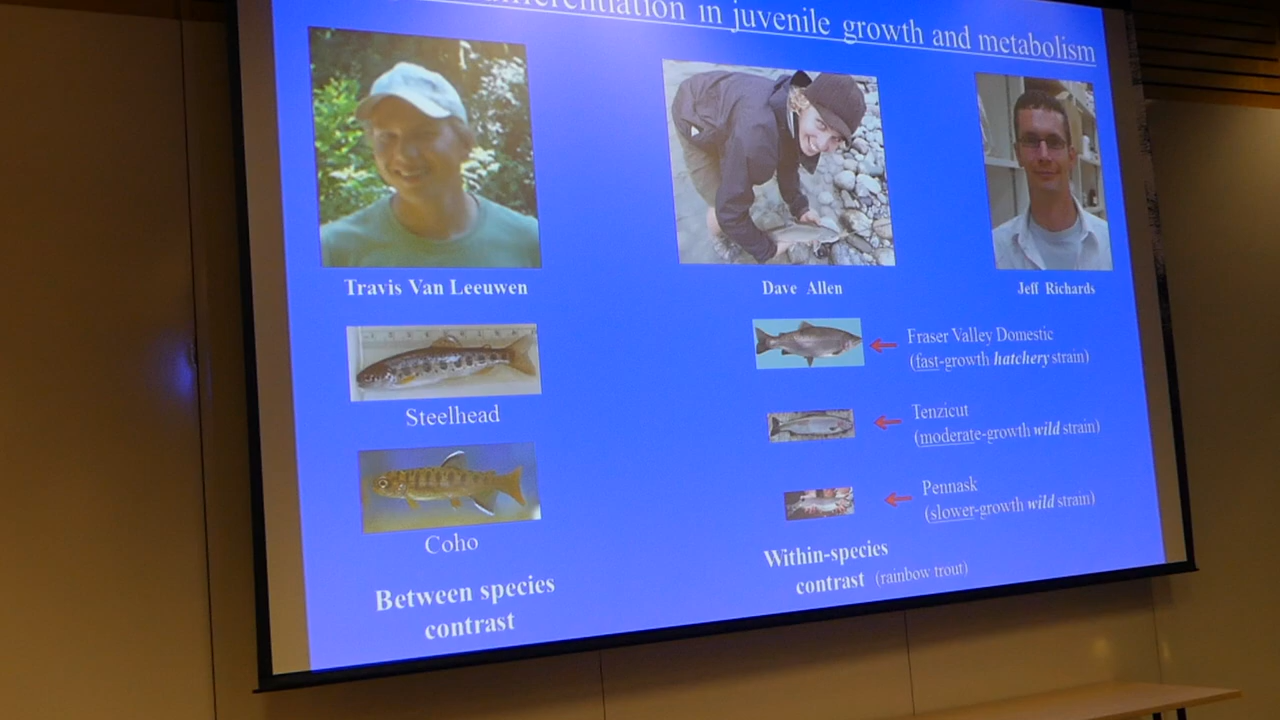 differentiation in juvenile growth and metabolism
Travis Van Leeuwen
Dave Allen
Jeff Richards
Steelhead
Coho
Between species
contrast
Fraser Valley Domestic
(fast-growth hatchery strain)
Tenzicut
(moderate-growth wild strain)
Pennask
(slower-growth wild strain)
Within-species
contrast (rainbow trout)